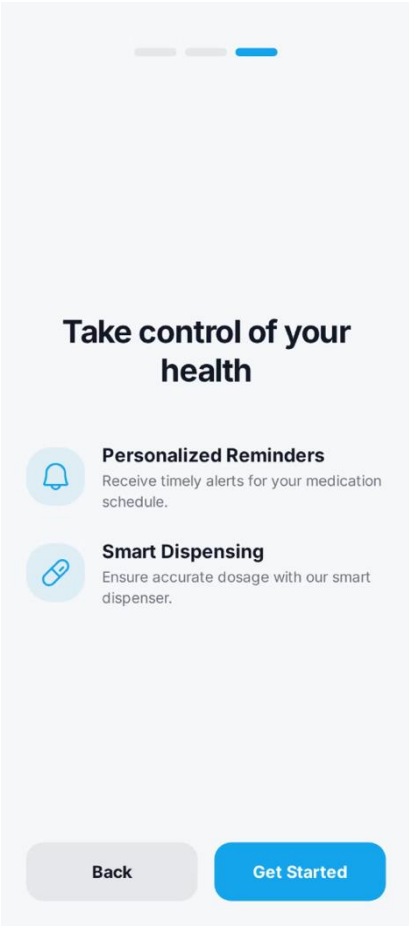 Take control of your
health
Personalized Reminders
Receive timely alerts for your medication
schedule.
Smart Dispensing
Ensure accurate dosage with our smart
dispenser.
Back
Get Started